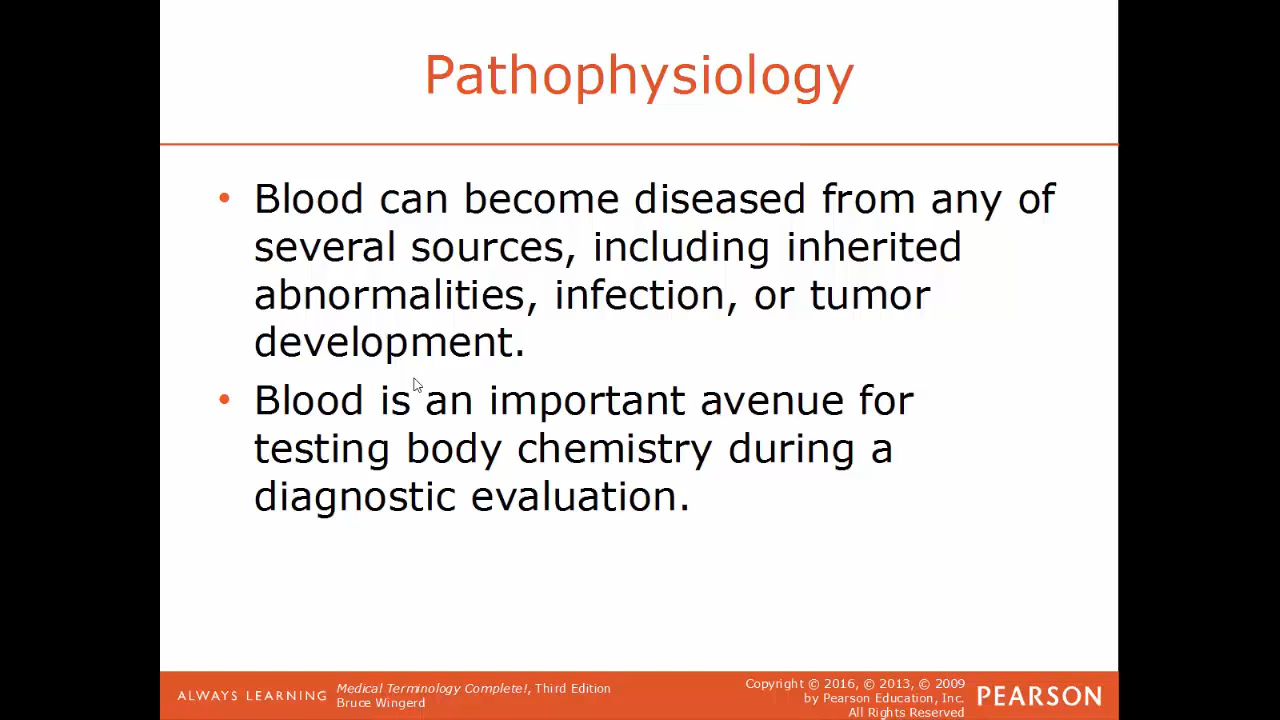 Pathophysiology
• Blood can become diseased from any of
several sources, including inherited
abnormalities, infection, or tumor
development.
• Blood is an important avenue for
testing body chemistry during a
diagnostic evaluation.
ALWAYS LEARNING
Medical Terminology Complete!, Third Edition
Bruce Wingerd
Copyright © 2016, © 2013, © 2009
by Pearson Education, Inc.
All Rights Reserved
PEARSON